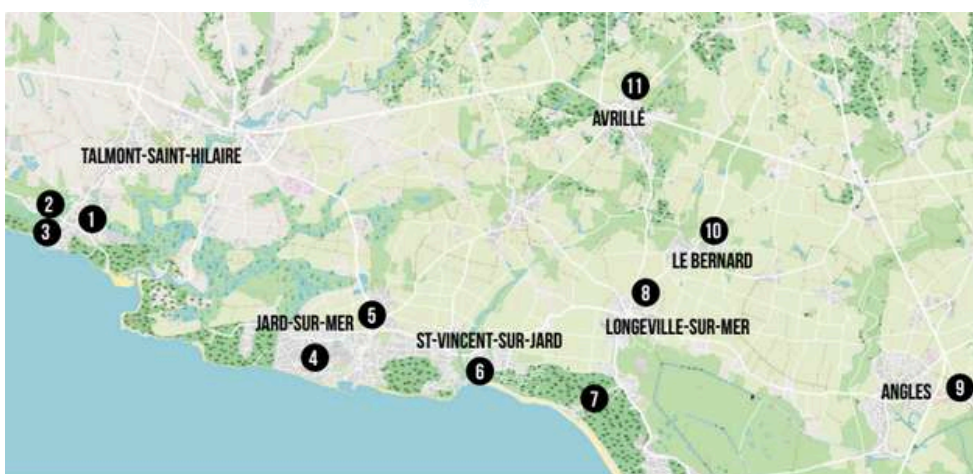 11
AVRILLÉ
TALMONT-SAINT-HILAIRE
2
1
3
10
LE BERNARD
8
5
JARD-SUR-MER
LONGEVILLE-SUR-MER
ST-VINCENT-SUR-JARD
4
6
7
ANGLES
9